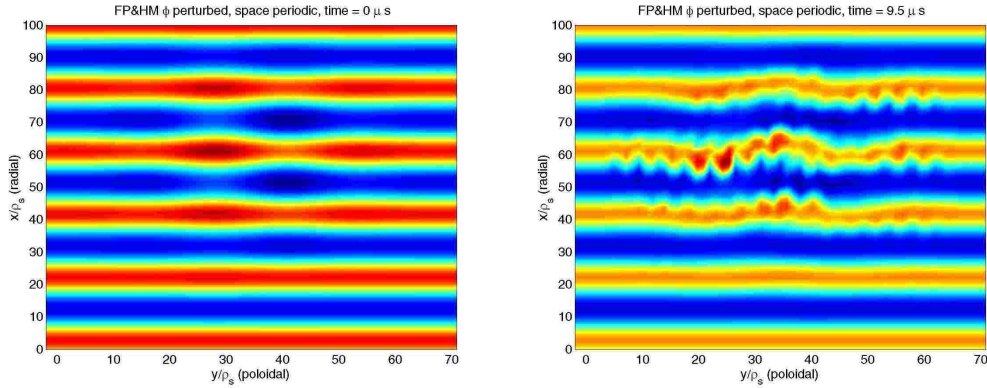 FP&HM ϕ perturbed, space periodic, time = 0 μ s
100
90
80
70
60
50
40
30
20
10
0
x/ρs (radial)
0 10 20 30 40 50 60 70
y/ρs (poloidal)
FP&HM ϕ perturbed, space periodic, time = 9.5 μ s
100
90
80
70
60
50
40
30
20
10
0
x/ρs (radial)
0 10 20 30 40 50 60 70
y/ρs (poloidal)